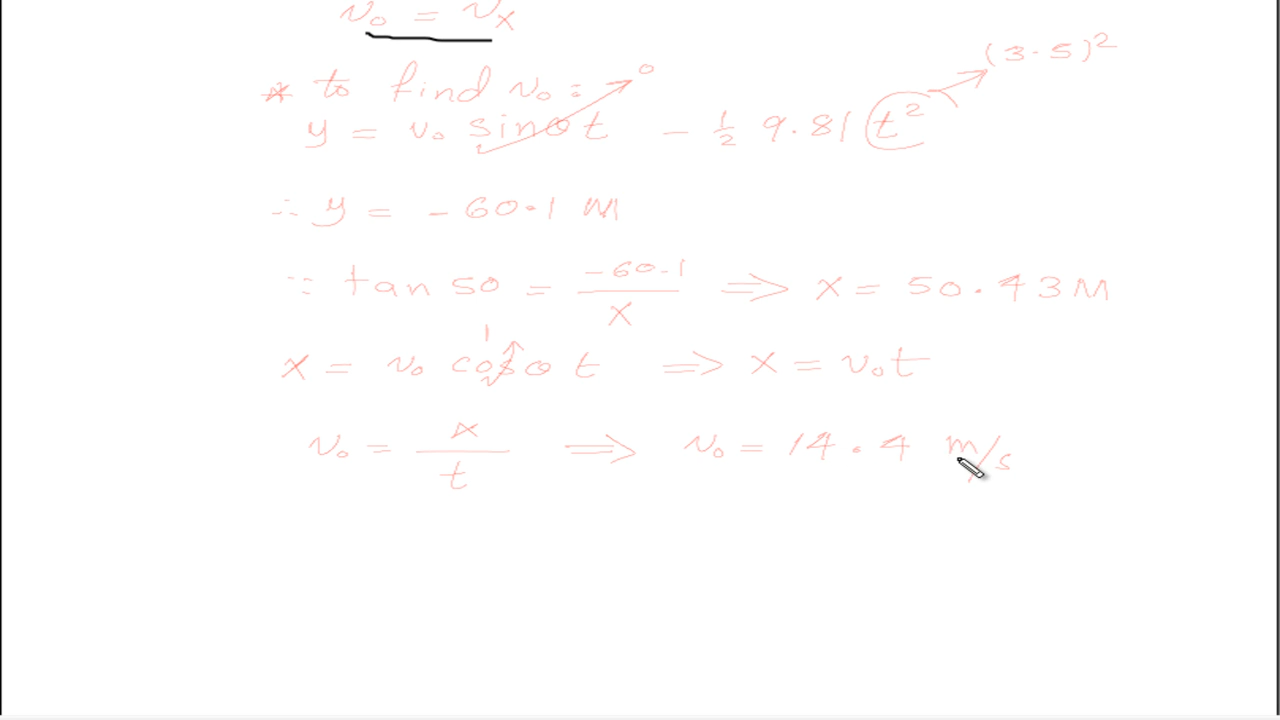 v₀ = vₓ
(3.5)²
* to find v₀ : 0
y = v₀ sinθ t - ½ 9.81 t²
∴ y = - 60.1 M
∵ tan 50 = -60.1 / x ⇒ x = 50.43 M
1
x = v₀ cosθ t ⇒ x = v₀t
v₀ = x / t ⇒ v₀ = 14.4 m/s